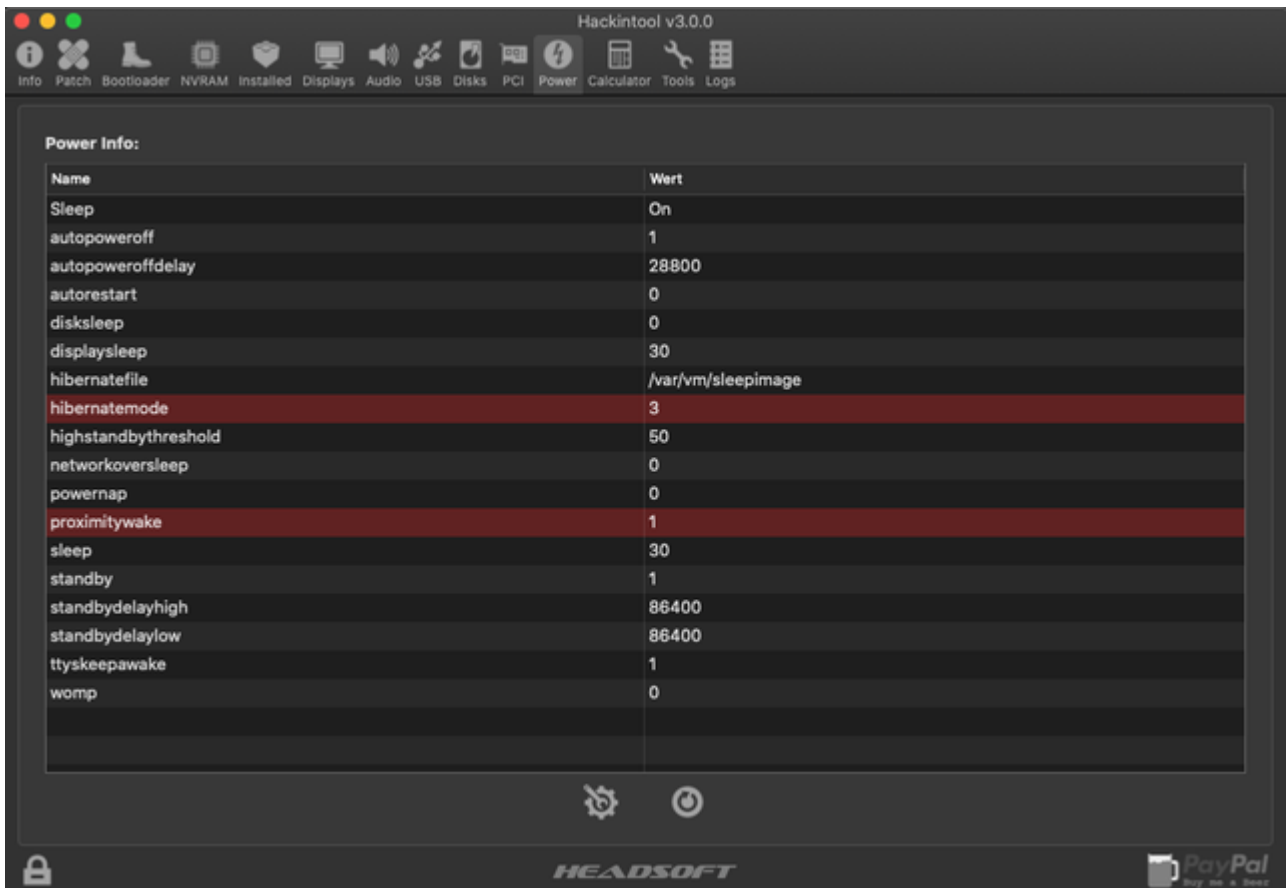 Hackintool v3.0.0
Info Patch Bootloader NVRAM Installed Displays Audio USB Disks PCI Power Calculator Tools Logs
Power Info:
Name Wert
Sleep On
autopoweroff 1
autopoweroffdelay 28800
autorestart 0
disksleep 0
displaysleep 30
hibernatefile /var/vm/sleepimage
hibernatemode 3
highstandbythreshold 50
networkoversleep 0
powernap 0
proximitywake 1
sleep 30
standby 1
standbydelayhigh 86400
standbydelaylow 86400
ttyskeepawake 1
womp 0
HEADSOFT PayPal
Buy me a Beer